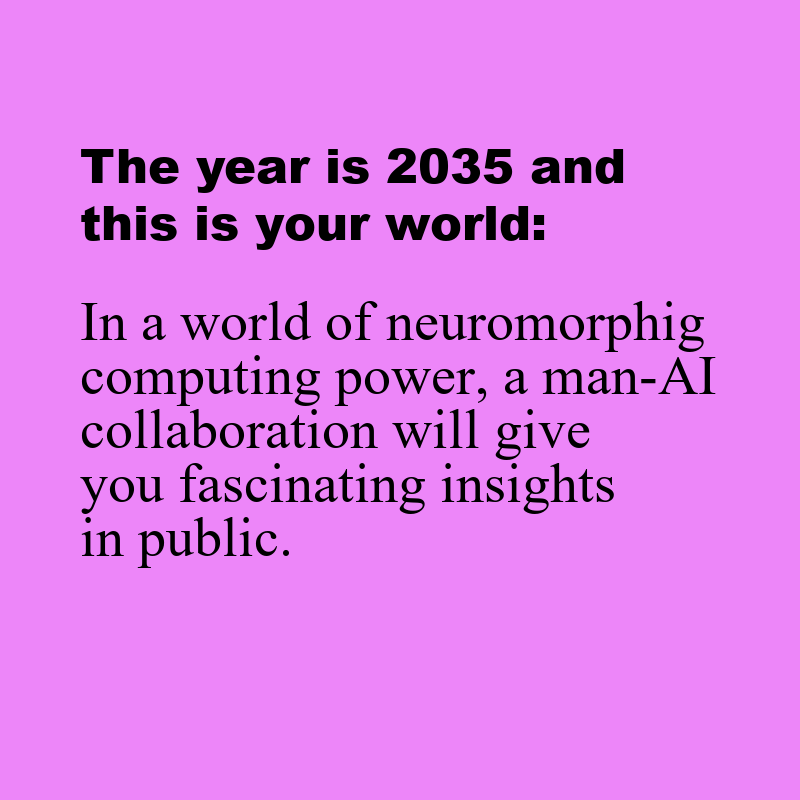 The year is 2035 and
this is your world:
In a world of neuromorphig
computing power, a man-AI
collaboration will give
you fascinating insights
in public.